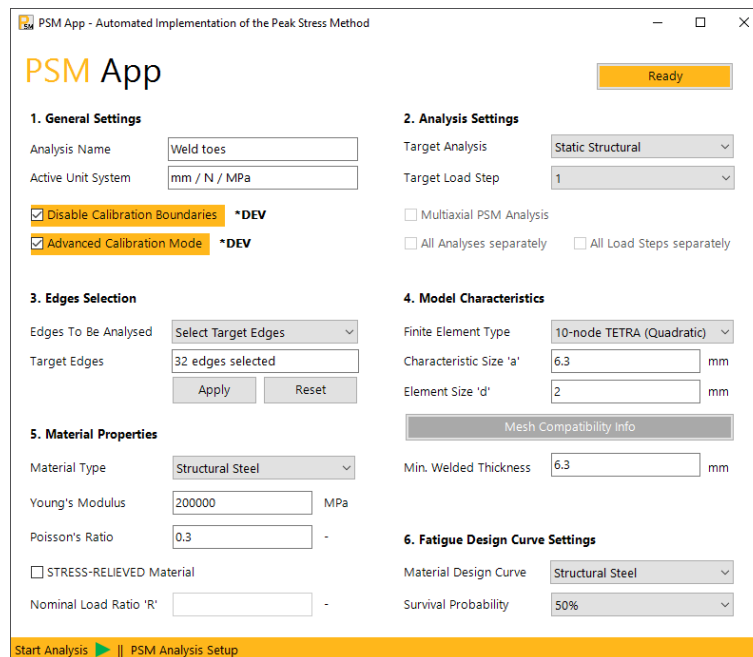 PSM App - Automated Implementation of the Peak Stress Method
PSM App
Ready
1. General Settings
Analysis Name
Weld toes
Active Unit System
mm / N / MPa
Disable Calibration Boundaries *DEV
Advanced Calibration Mode *DEV
2. Analysis Settings
Target Analysis
Static Structural
Target Load Step
1
Multiaxial PSM Analysis
All Analyses separately
All Load Steps separately
3. Edges Selection
Edges To Be Analysed
Select Target Edges
Target Edges
32 edges selected
Apply
Reset
4. Model Characteristics
Finite Element Type
10-node TETRA (Quadratic)
Characteristic Size 'a'
6.3
mm
Element Size 'd'
2
mm
Mesh Compatibility Info
Min. Welded Thickness
6.3
mm
5. Material Properties
Material Type
Structural Steel
Young's Modulus
200000
MPa
Poisson's Ratio
0.3
-
STRESS-RELIEVED Material
Nominal Load Ratio 'R'
-
6. Fatigue Design Curve Settings
Material Design Curve
Structural Steel
Survival Probability
50%
Start Analysis || PSM Analysis Setup